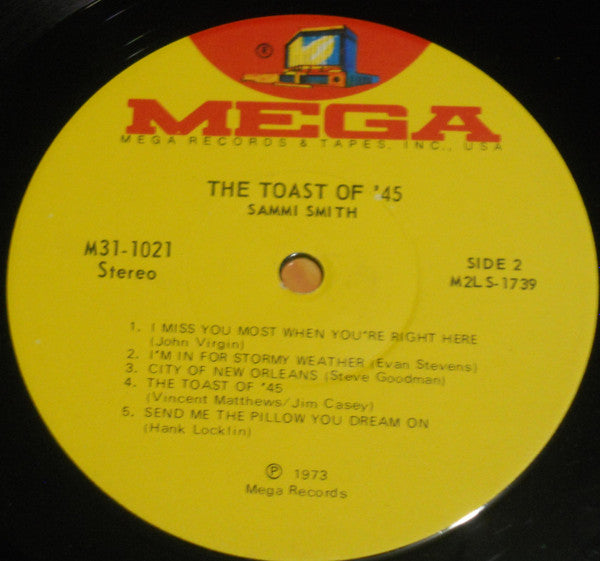 ℗
MEGA
MEGA RECORDS & TAPES, INC., USA
THE TOAST OF '45
SAMMI SMITH
M31-1021
Stereo
SIDE 2
M2LS-1739
1. I MISS YOU MOST WHEN YOU'RE RIGHT HERE
(John Virgin)
2. I'M IN FOR STORMY WEATHER (Evan Stevens)
3. CITY OF NEW ORLEANS (Steve Goodman)
4. THE TOAST OF '45
(Vincent Matthews/Jim Casey)
5. SEND ME THE PILLOW YOU DREAM ON
(Hank Locklin)
℗ 1973
Mega Records